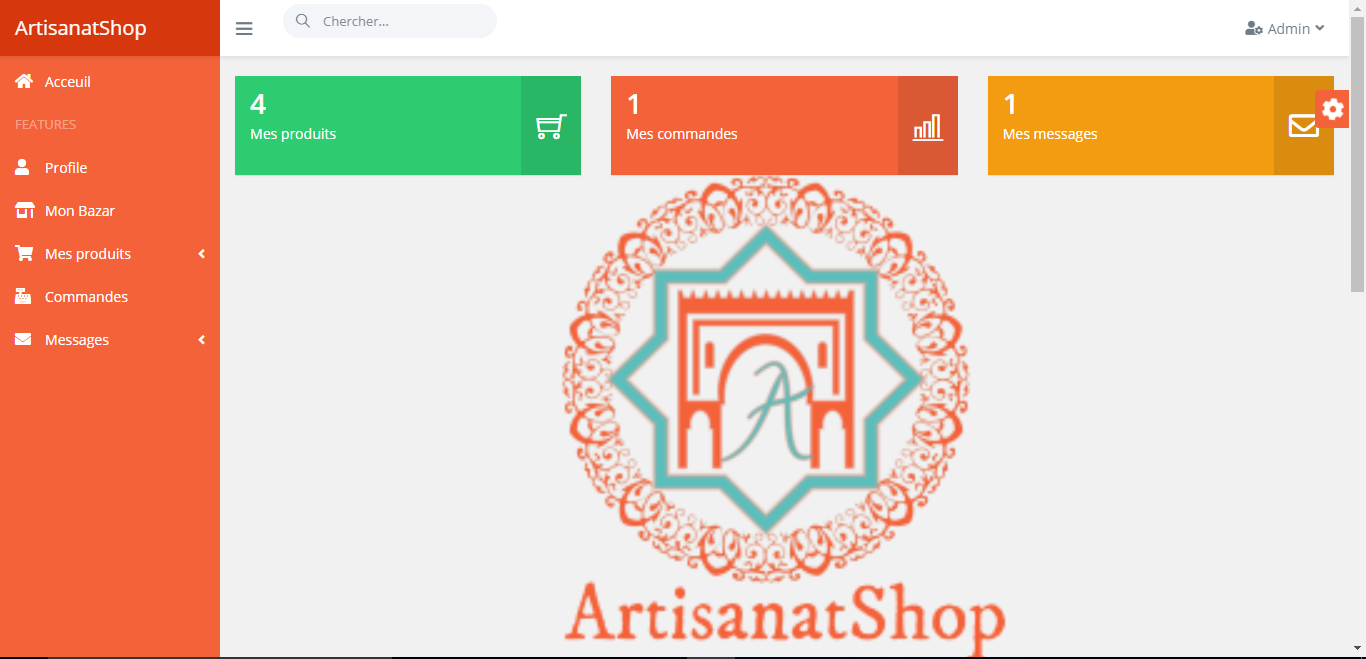 ArtisanatShop
Chercher...
Admin
Acceuil
FEATURES
Profile
Mon Bazar
Mes produits
Commandes
Messages
4
Mes produits
1
Mes commandes
1
Mes messages
A
ArtisanatShop